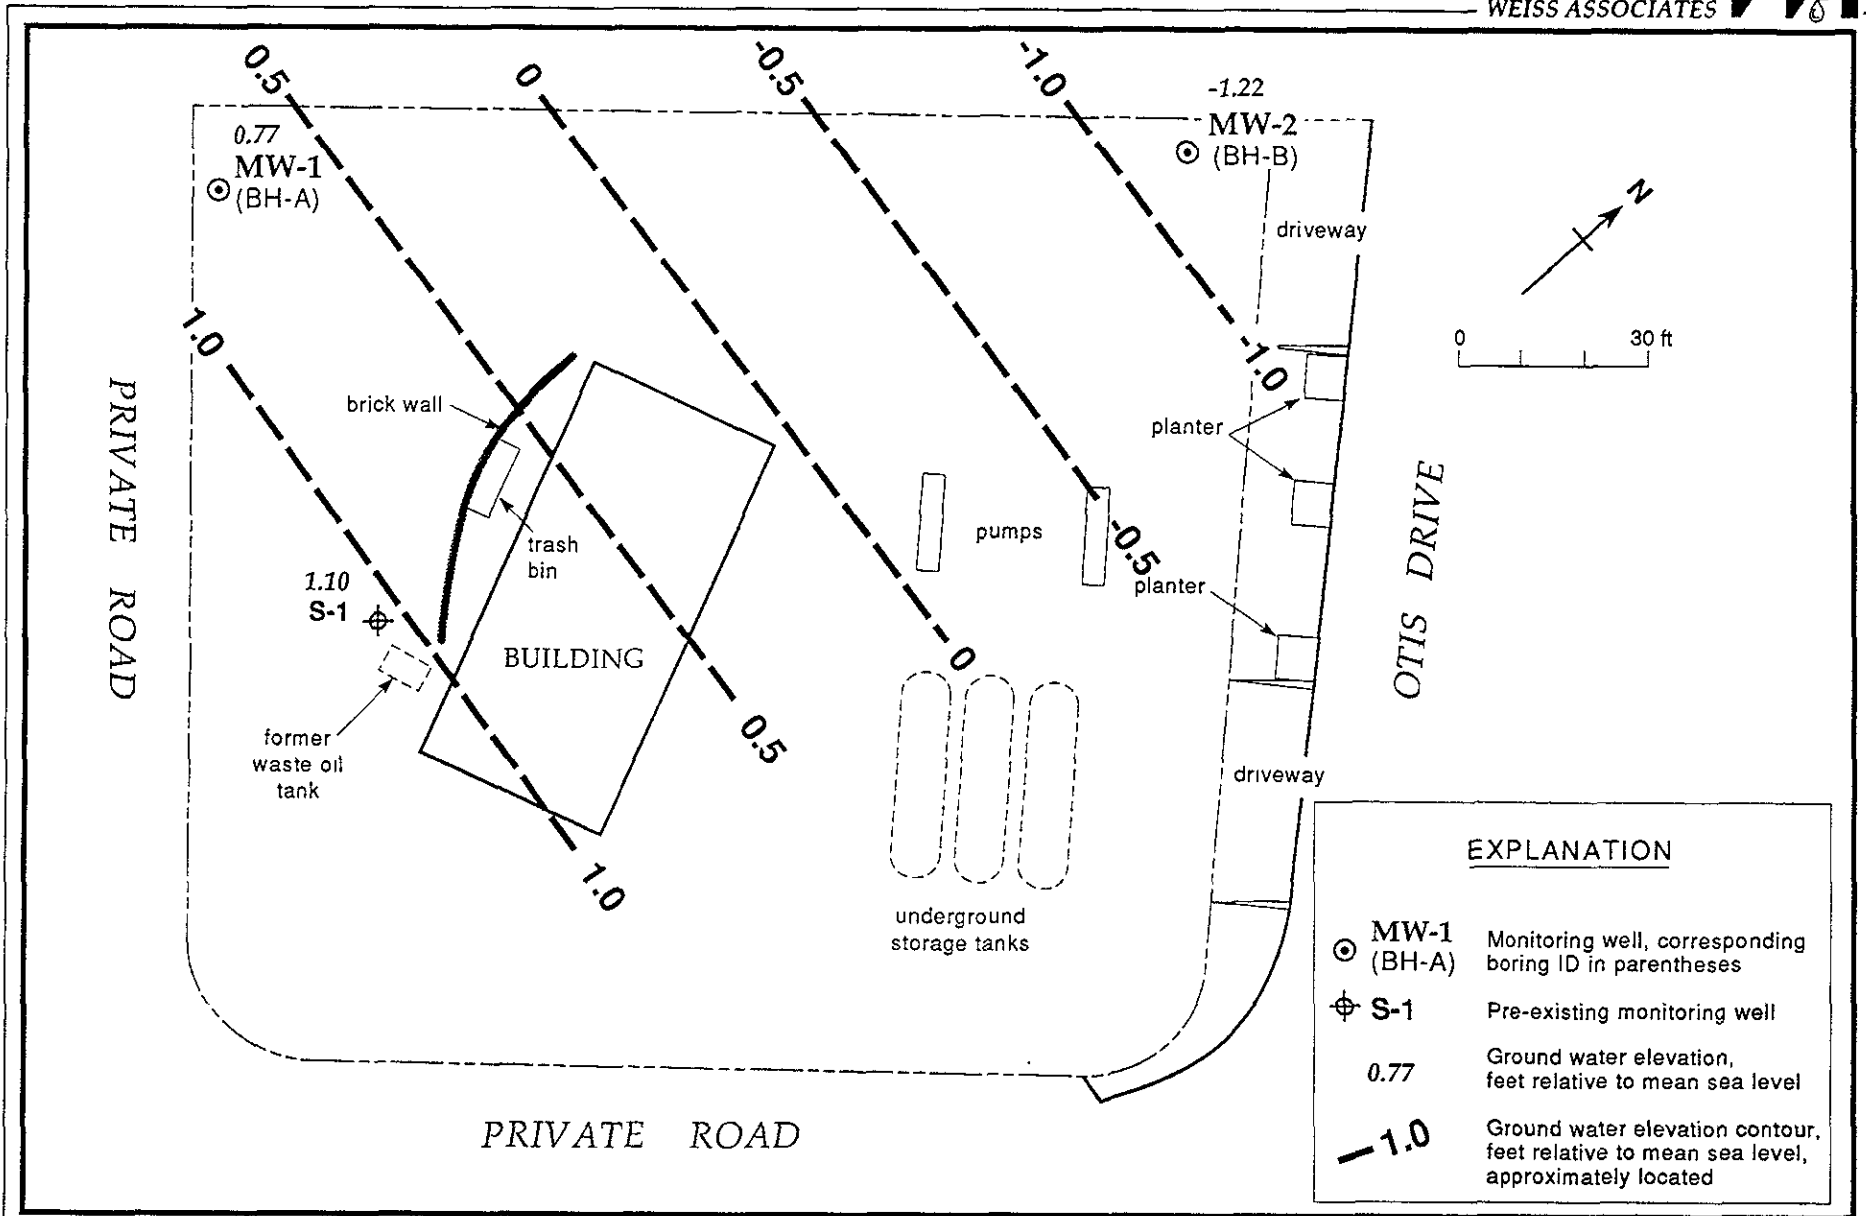 WEISS ASSOCIATES
0.5
0
-0.5
-1.0
-1.22
MW-2
(BH-B)
0.77
MW-1
(BH-A)
N
driveway
1.0
0 30 ft
-1.0
brick wall
planter
PRIVATE ROAD
OTIS DRIVE
pumps
trash
bin
-0.5
1.10
S-1
planter
BUILDING
0
former
waste oil
tank
0.5
driveway
1.0
underground
storage tanks
PRIVATE ROAD
EXPLANATION
MW-1
(BH-A)
Monitoring well, corresponding
boring ID in parentheses
S-1 Pre-existing monitoring well
0.77
Ground water elevation,
feet relative to mean sea level
1.0
Ground water elevation contour,
feet relative to mean sea level,
approximately located